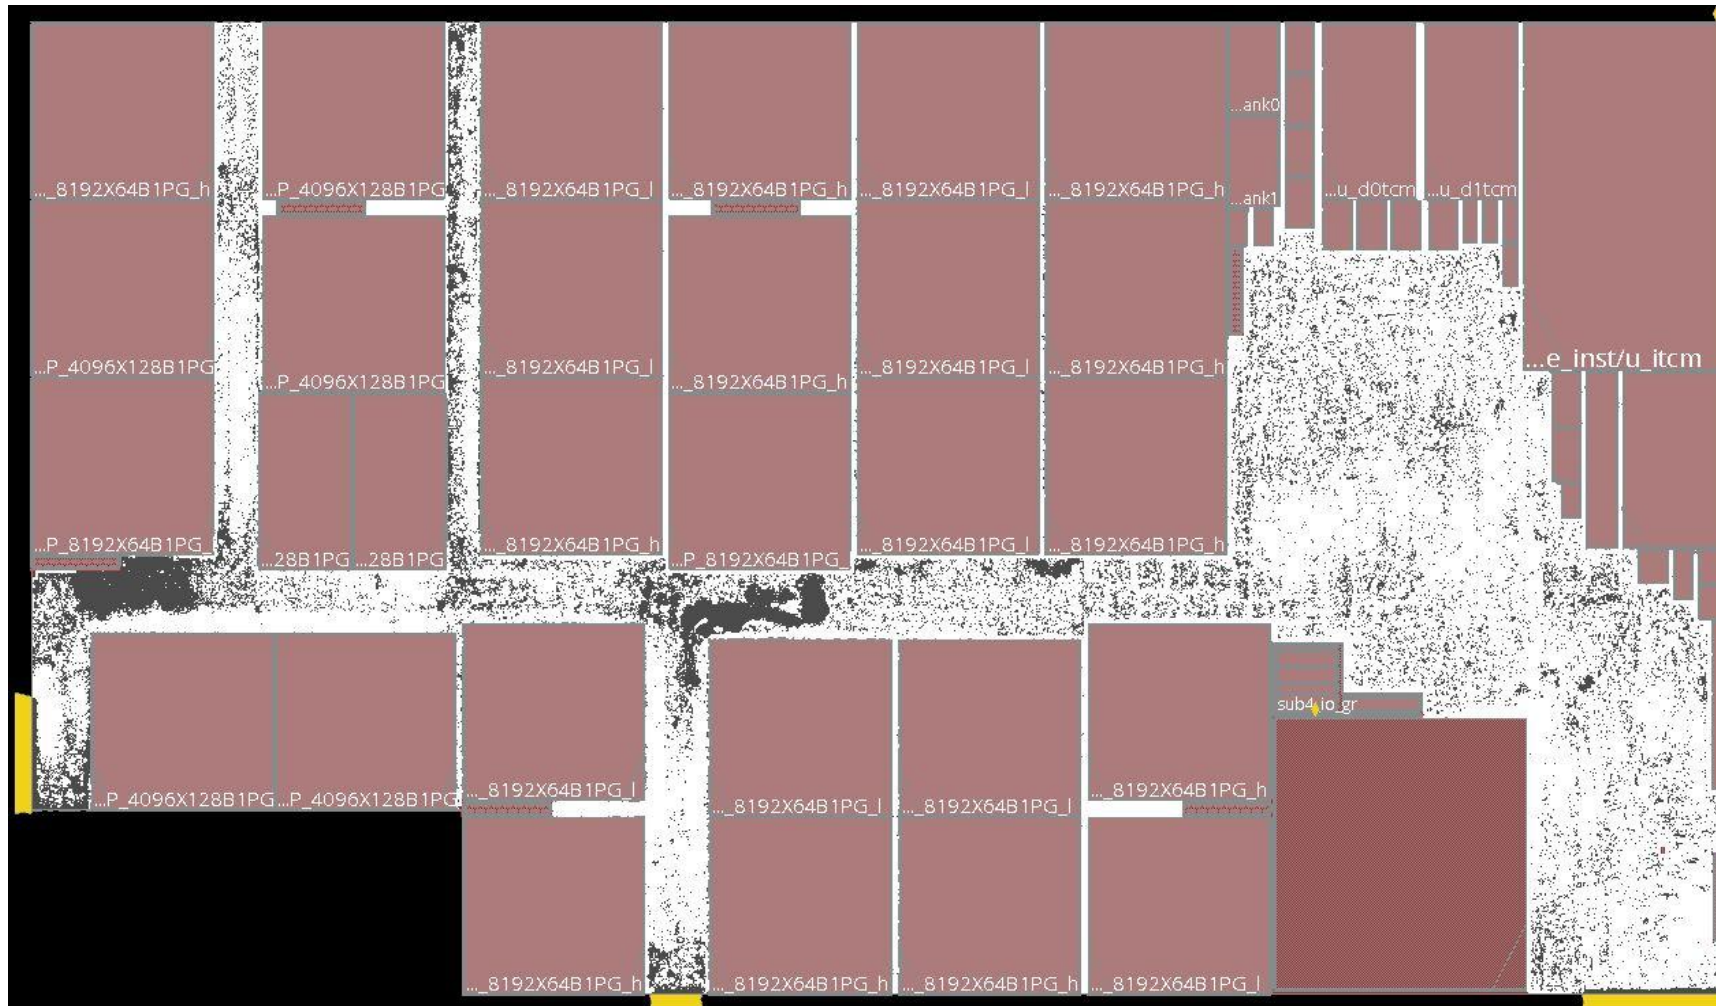 ...ank0
..._8192X64B1PG_h ...P_4096X128B1PG ..._8192X64B1PG_l ..._8192X64B1PG_h ..._8192X64B1PG_l ..._8192X64B1PG_h ...ank1 ...u_d0tcm ...u_d1tcm
...P_4096X128B1PG ...P_4096X128B1PG ..._8192X64B1PG_l ..._8192X64B1PG_h ..._8192X64B1PG_l ..._8192X64B1PG_h ...e_inst/u_itcm
...P_8192X64B1PG_ ...28B1PG ...28B1PG ..._8192X64B1PG_h ...P_8192X64B1PG_ ..._8192X64B1PG_l ..._8192X64B1PG_h
sub4_io_gr
...P_4096X128B1PG ...P_4096X128B1PG ..._8192X64B1PG_l ..._8192X64B1PG_l ..._8192X64B1PG_l ..._8192X64B1PG_h
..._8192X64B1PG_h ..._8192X64B1PG_h ..._8192X64B1PG_h ..._8192X64B1PG_l